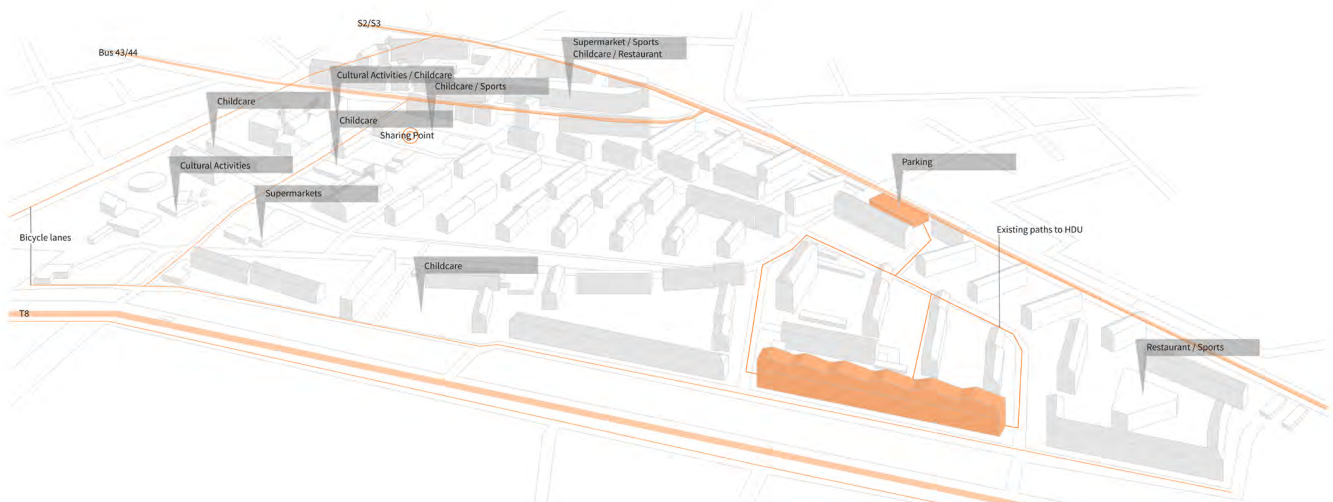 S2/S3
Bus 43/44
Supermarket / Sports
Childcare / Restaurant
Cultural Activities / Childcare
Childcare / Sports
Childcare
Childcare
Sharing Point
Cultural Activities
Parking
Supermarkets
Existing paths to HDU
Bicycle lanes
Childcare
T8
Restaurant / Sports